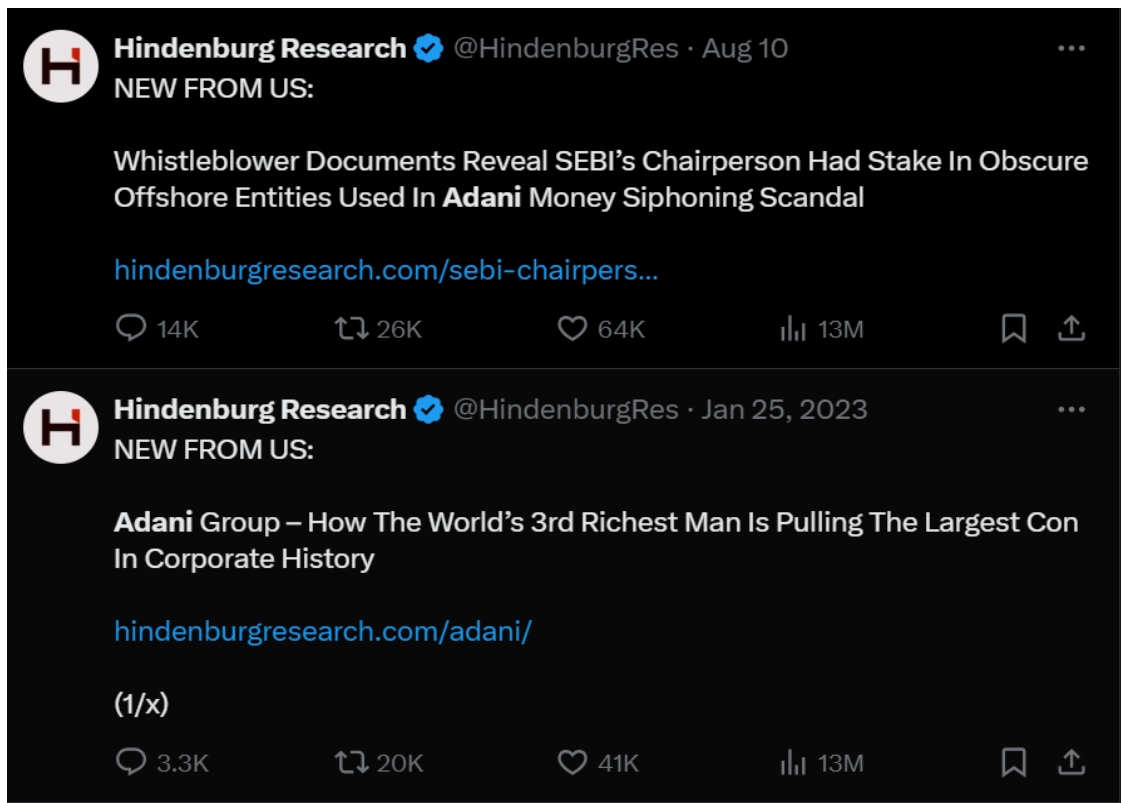 Hindenburg Research @HindenburgRes · Aug 10
NEW FROM US:
Whistleblower Documents Reveal SEBI’s Chairperson Had Stake In Obscure
Offshore Entities Used In Adani Money Siphoning Scandal
hindenburgresearch.com/sebi-chairpers...
14K 26K 64K 13M
Hindenburg Research @HindenburgRes · Jan 25, 2023
NEW FROM US:
Adani Group – How The World’s 3rd Richest Man Is Pulling The Largest Con
In Corporate History
hindenburgresearch.com/adani/
(1/x)
3.3K 20K 41K 13M